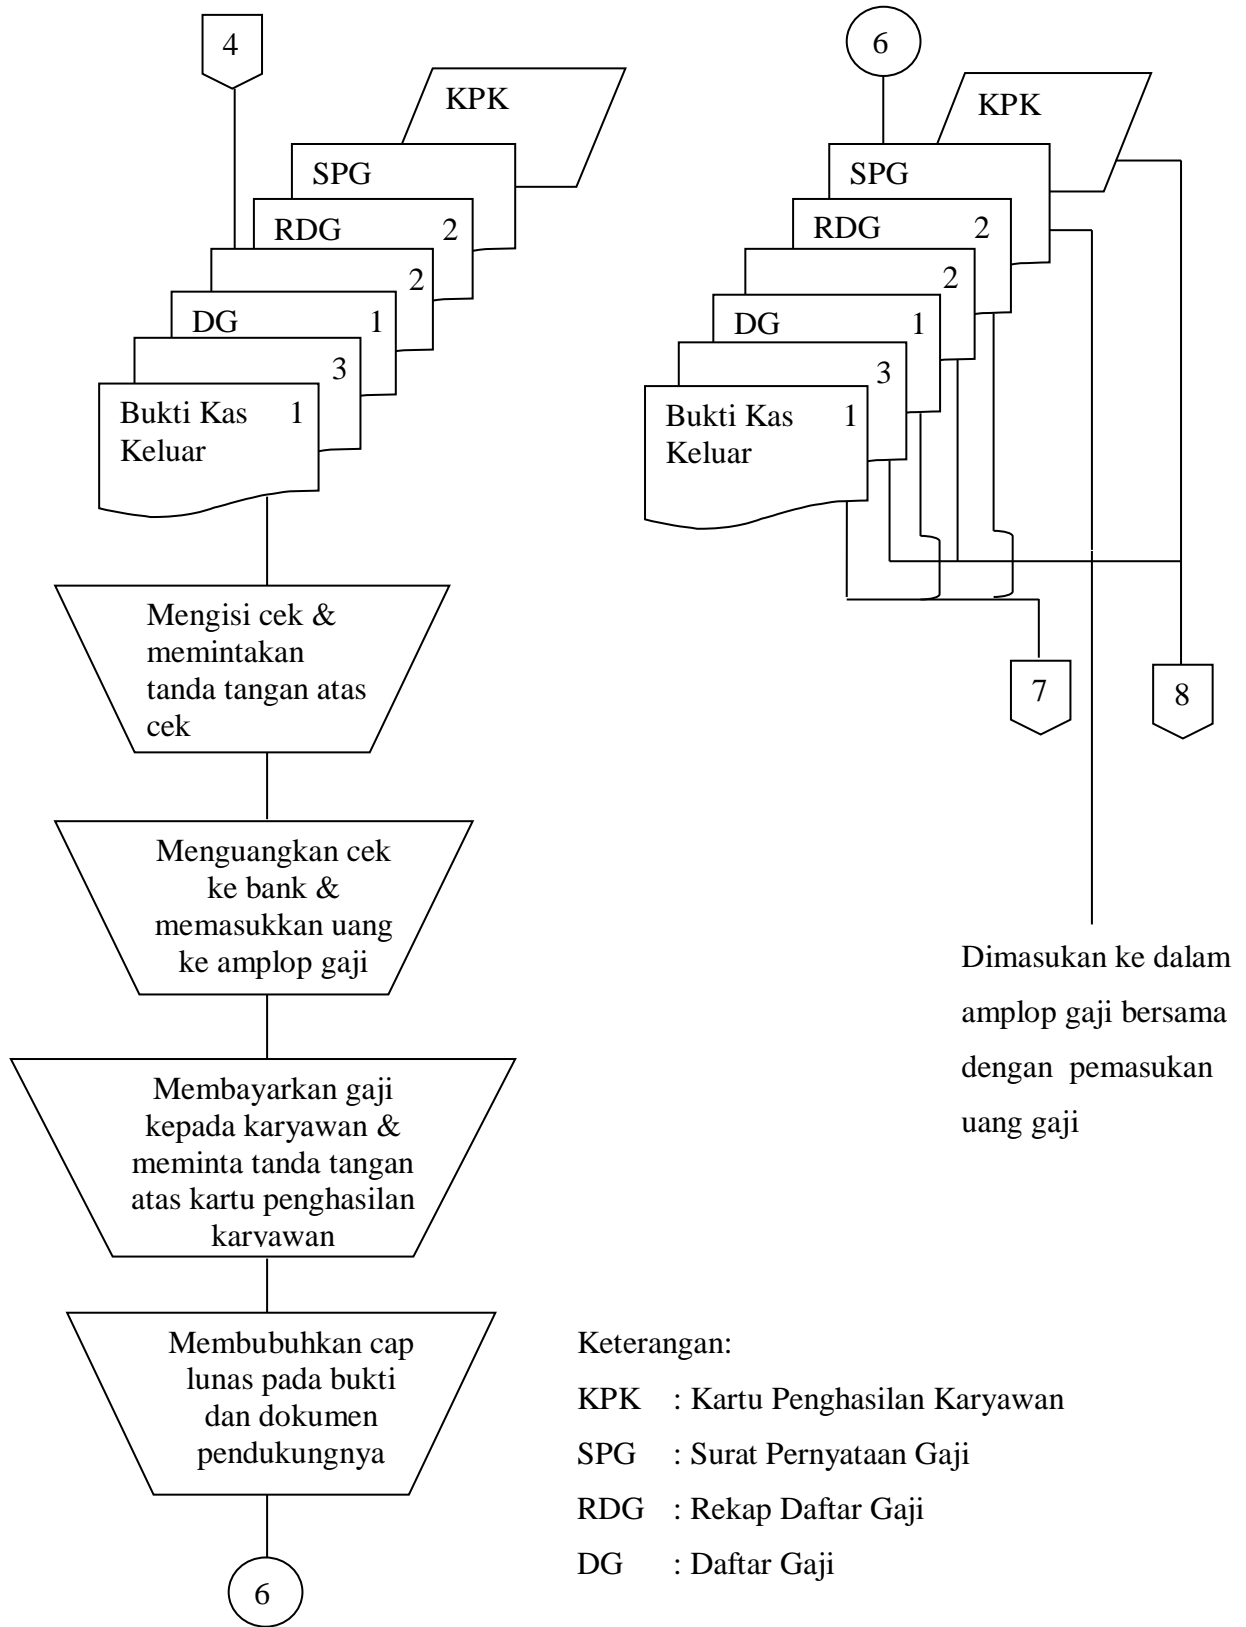 4
KPK
SPG
RDG 2
2
DG 1
3
Bukti Kas 1
Keluar
Mengisi cek &
memintakan
tanda tangan atas
cek
Menguangkan cek
ke bank &
memasukkan uang
ke amplop gaji
Membayarkan gaji
kepada karyawan &
meminta tanda tangan
atas kartu penghasilan
karyawan
Membubuhkan cap
lunas pada bukti
dan dokumen
pendukungnya
6
6
KPK
SPG
RDG 2
2
DG 1
3
Bukti Kas 1
Keluar
7
8
Dimasukan ke dalam
amplop gaji bersama
dengan pemasukan
uang gaji
Keterangan:
KPK : Kartu Penghasilan Karyawan
SPG : Surat Pernyataan Gaji
RDG : Rekap Daftar Gaji
DG : Daftar Gaji